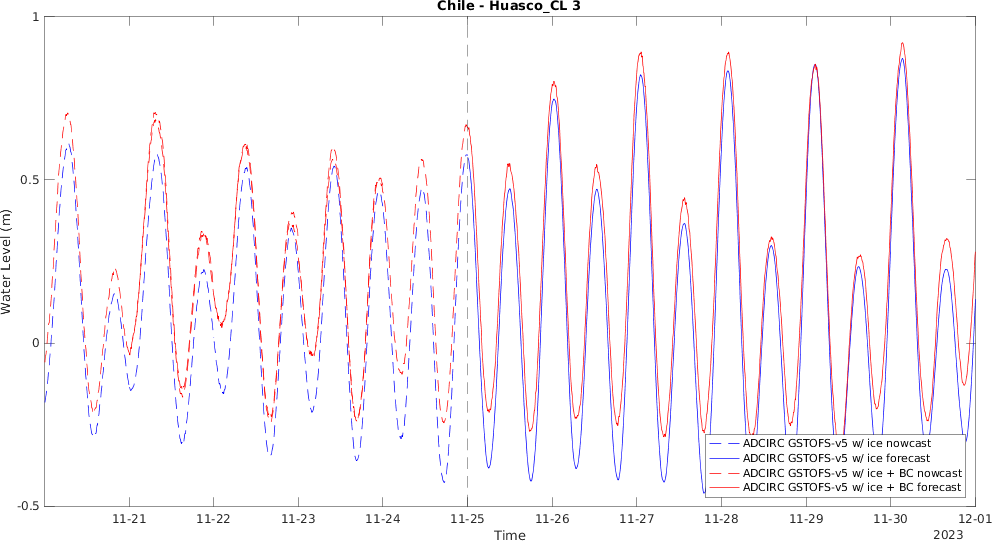 Chile - Huasco_CL 3
1
0.5
0
-0.5
Water Level (m)
ADCIRC GSTOFS-v5 w/ ice nowcast
ADCIRC GSTOFS-v5 w/ ice forecast
ADCIRC GSTOFS-v5 w/ ice + BC nowcast
ADCIRC GSTOFS-v5 w/ ice + BC forecast
11-21 11-22 11-23 11-24 11-25 11-26 11-27 11-28 11-29 11-30 12-01
Time
2023